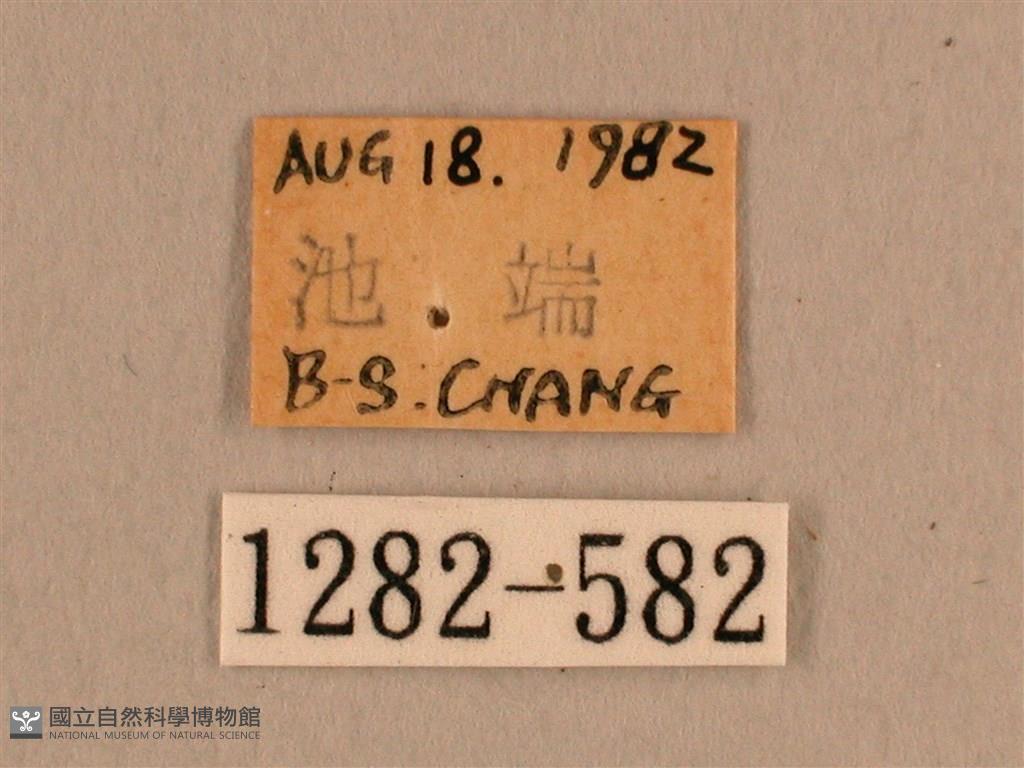 AUG 18. 1982
池 端
B-S. CHANG
1282-582
國立自然科學博物館
NATIONAL MUSEUM OF NATURAL SCIENCE